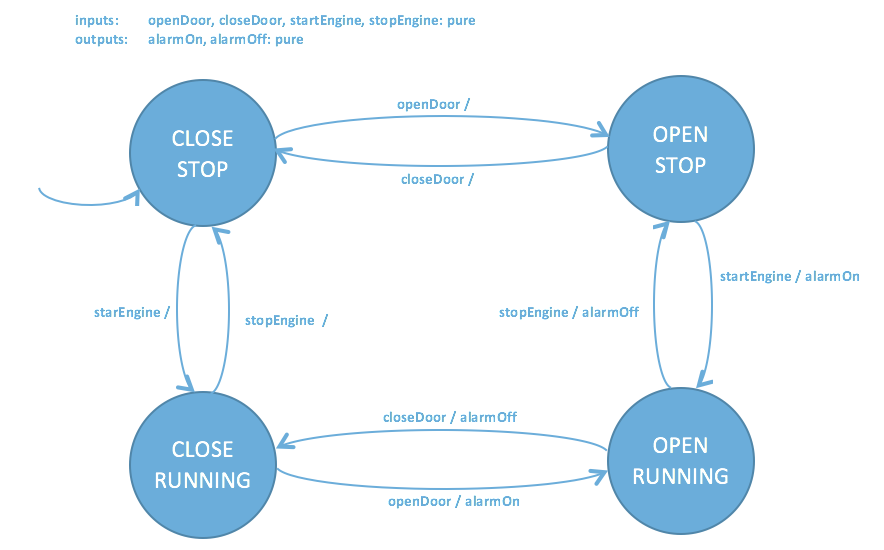 inputs: openDoor, closeDoor, startEngine, stopEngine: pure
outputs: alarmOn, alarmOff: pure
openDoor /
CLOSE
STOP
OPEN
STOP
closeDoor /
startEngine / alarmOn
starEngine /
stopEngine /
stopEngine / alarmOff
closeDoor / alarmOff
CLOSE
RUNNING
OPEN
RUNNING
openDoor / alarmOn